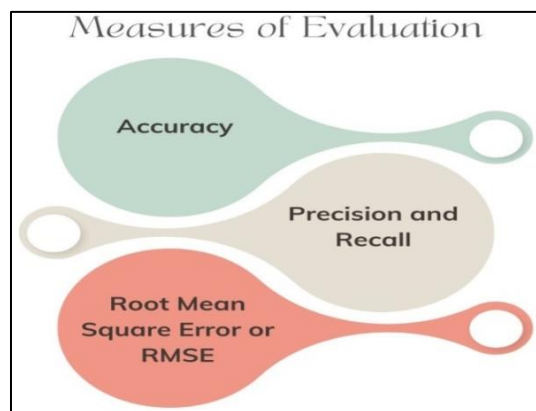 Measures of Evaluation
Accuracy
Precision and
Recall
Root Mean
Square Error or
RMSE